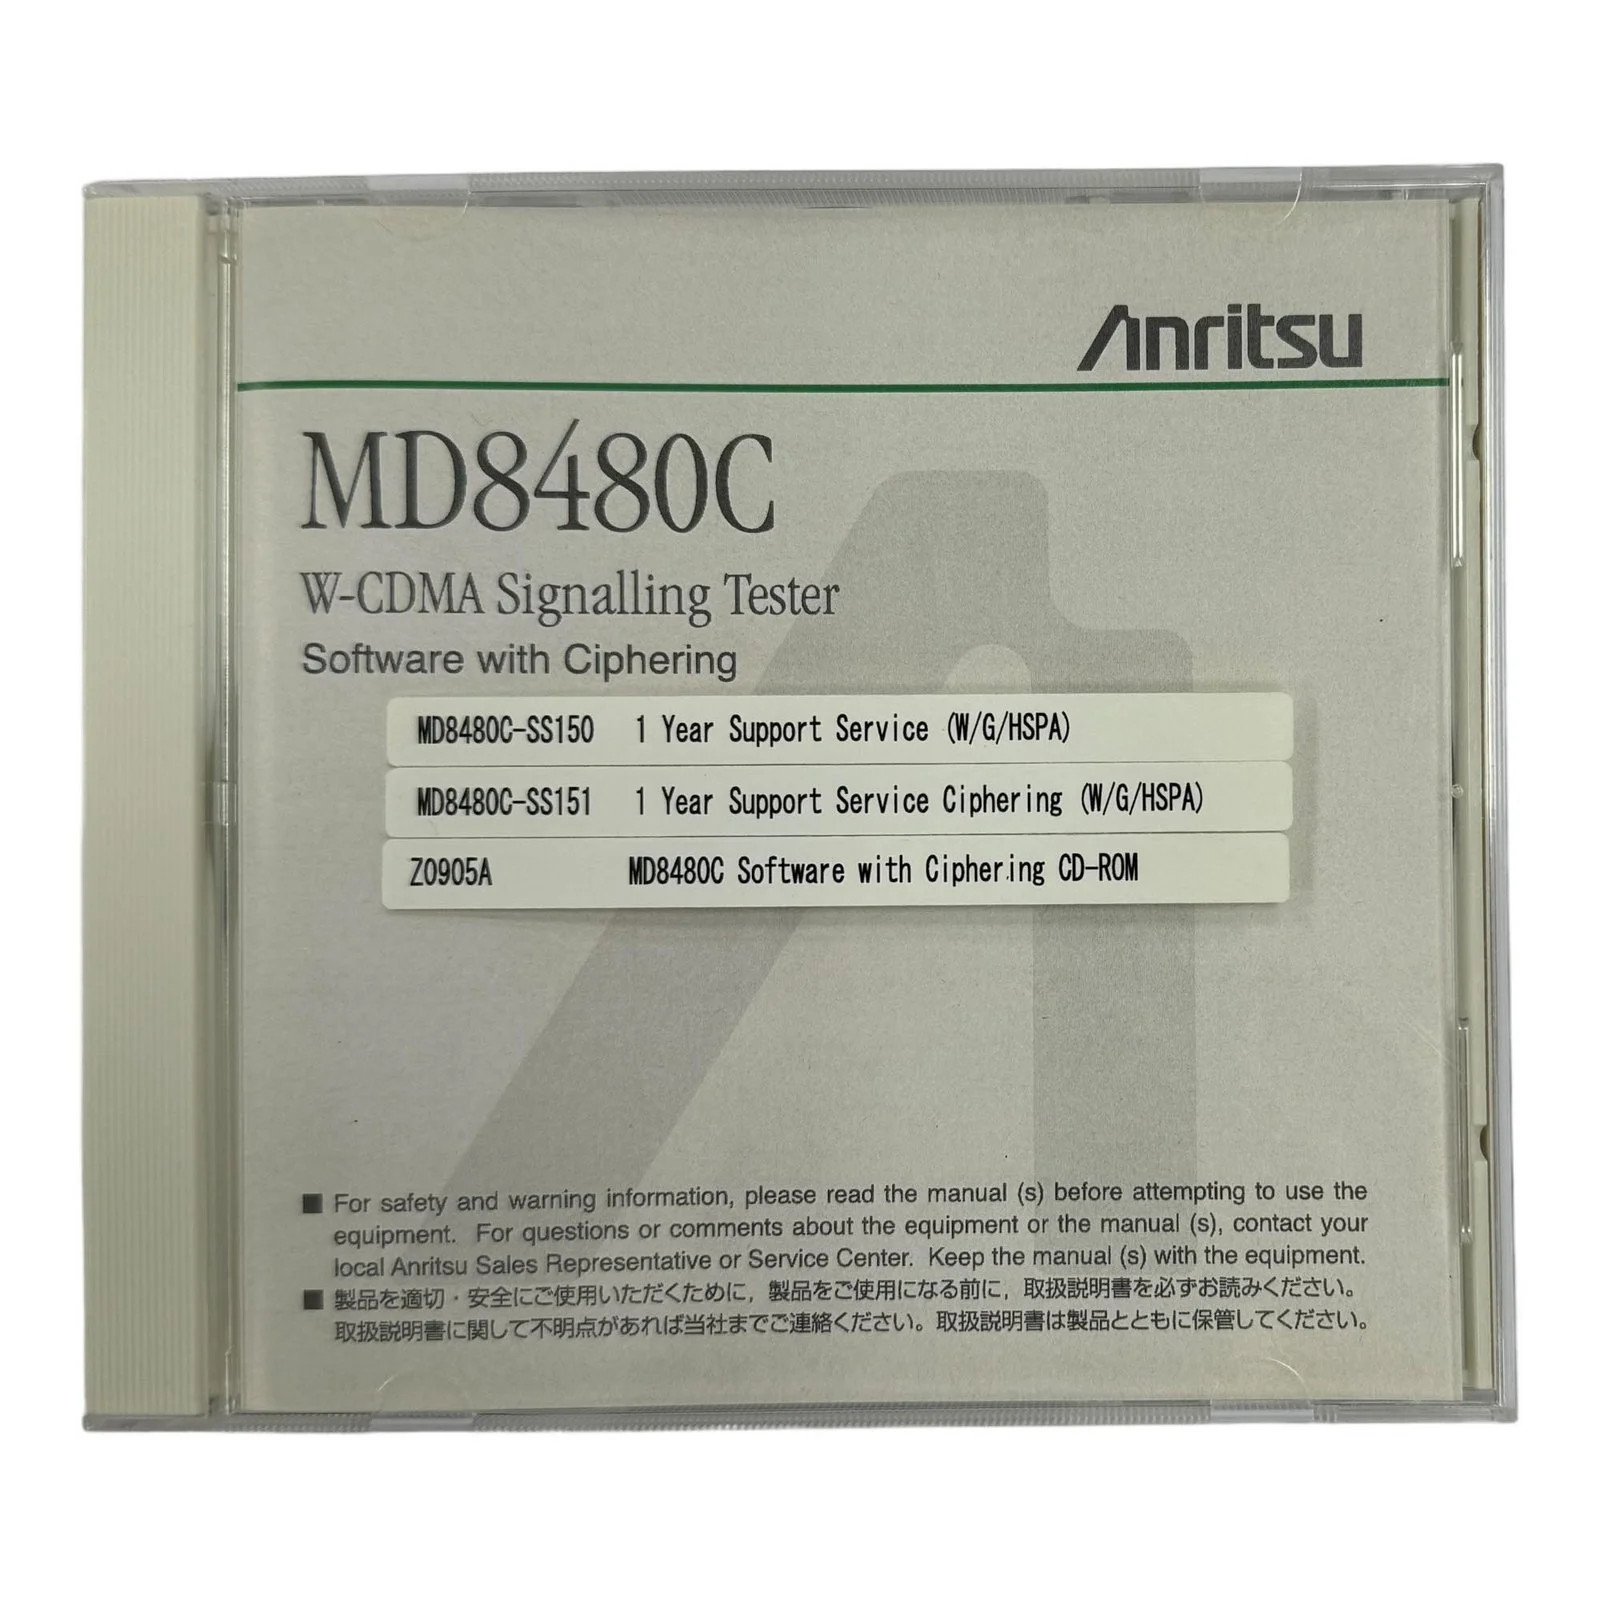 Anritsu
MD8480C
W-CDMA Signalling Tester
Software with Ciphering
MD8480C-SS150 1 Year Support Service (W/G/HSPA)
MD8480C-SS151 1 Year Support Service Ciphering (W/G/HSPA)
Z0905A MD8480C Software with Ciphering CD-ROM
■ For safety and warning information, please read the manual (s) before attempting to use the
equipment. For questions or comments about the equipment or the manual (s), contact your
local Anritsu Sales Representative or Service Center. Keep the manual (s) with the equipment.
■ 製品を適切・安全にご使用いただくために, 製品をご使用になる前に, 取扱説明書を必ずお読みください。
取扱説明書に関して不明点があれば当社までご連絡ください。取扱説明書は製品とともに保管してください。